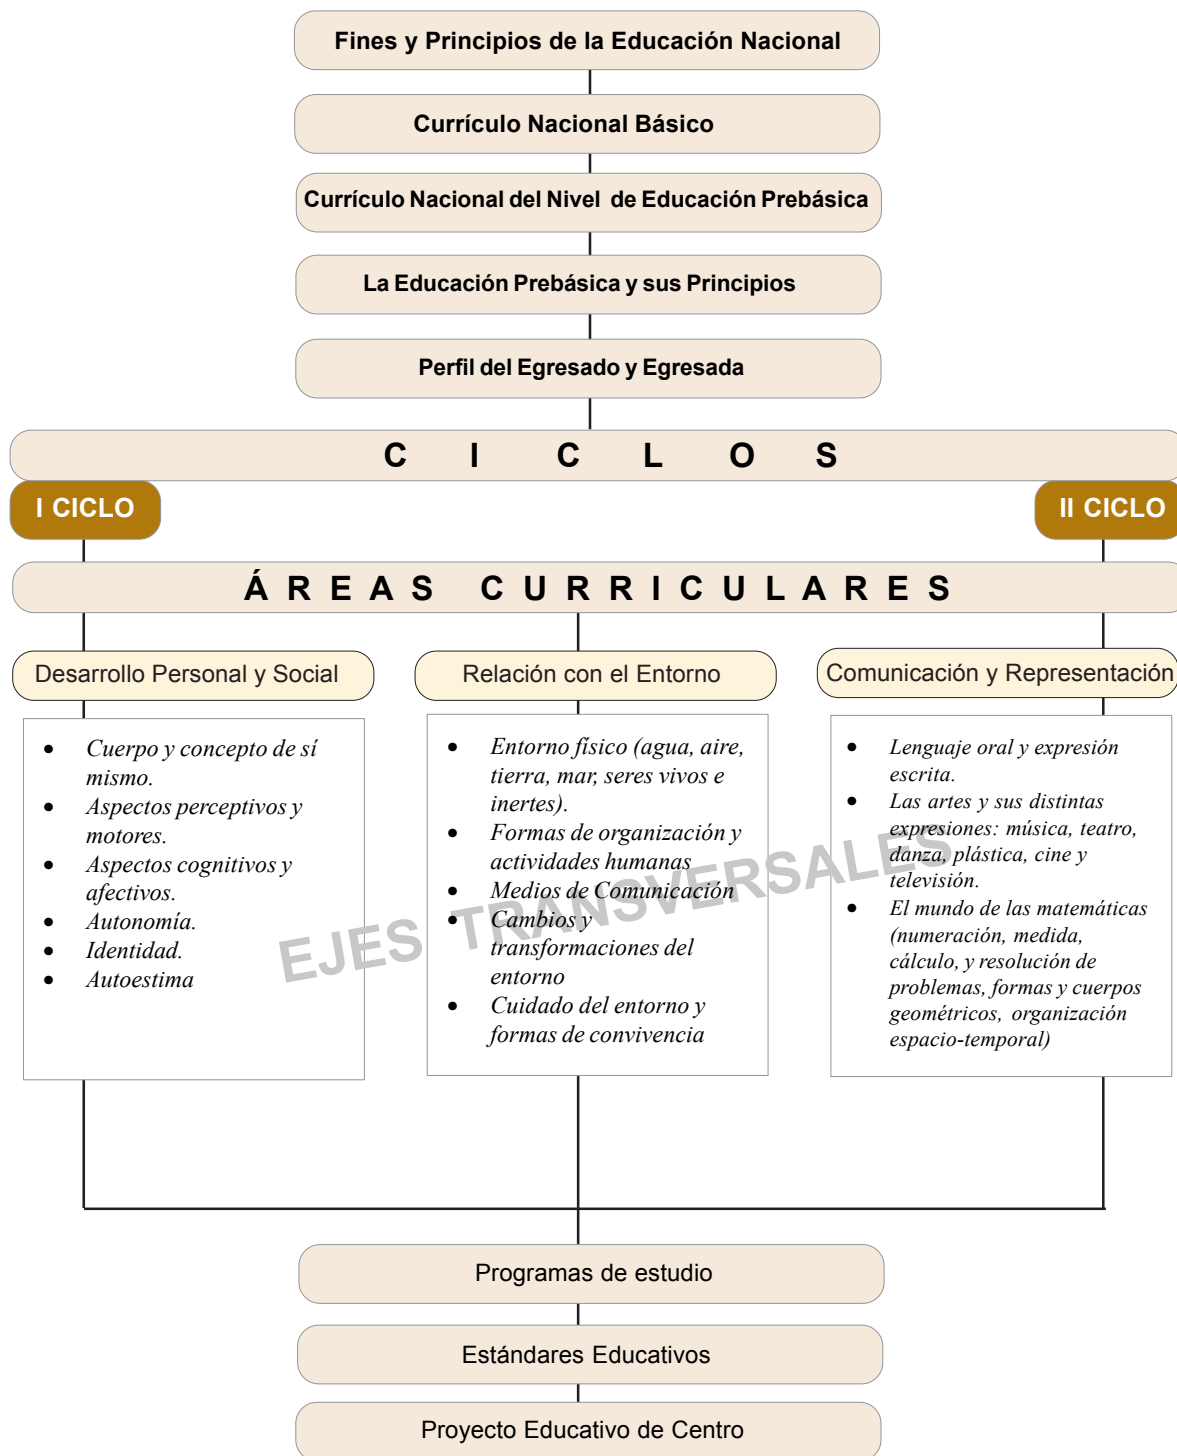 Fines y Principios de la Educación Nacional
Currículo Nacional Básico
Currículo Nacional del Nivel de Educación Prebásica
La Educación Prebásica y sus Principios
Perfil del Egresado y Egresada
C I C L O S
I CICLO
II CICLO
ÁREAS CURRICULARES
Desarrollo Personal y Social
• Cuerpo y concepto de sí
mismo.
• Aspectos perceptivos y
motores.
• Aspectos cognitivos y
afectivos.
• Autonomía.
• Identidad.
• Autoestima
Relación con el Entorno
• Entorno físico (agua, aire,
tierra, mar, seres vivos e
inertes).
• Formas de organización y
actividades humanas
• Medios de Comunicación
• Cambios y
transformaciones del
entorno
• Cuidado del entorno y
formas de convivencia
Comunicación y Representación
• Lenguaje oral y expresión
escrita.
• Las artes y sus distintas
expresiones: música, teatro,
danza, plástica, cine y
televisión.
• El mundo de las matemáticas
(numeración, medida,
cálculo, y resolución de
problemas, formas y cuerpos
geométricos, organización
espacio-temporal)
EJES TRANSVERSALES
Programas de estudio
Estándares Educativos
Proyecto Educativo de Centro